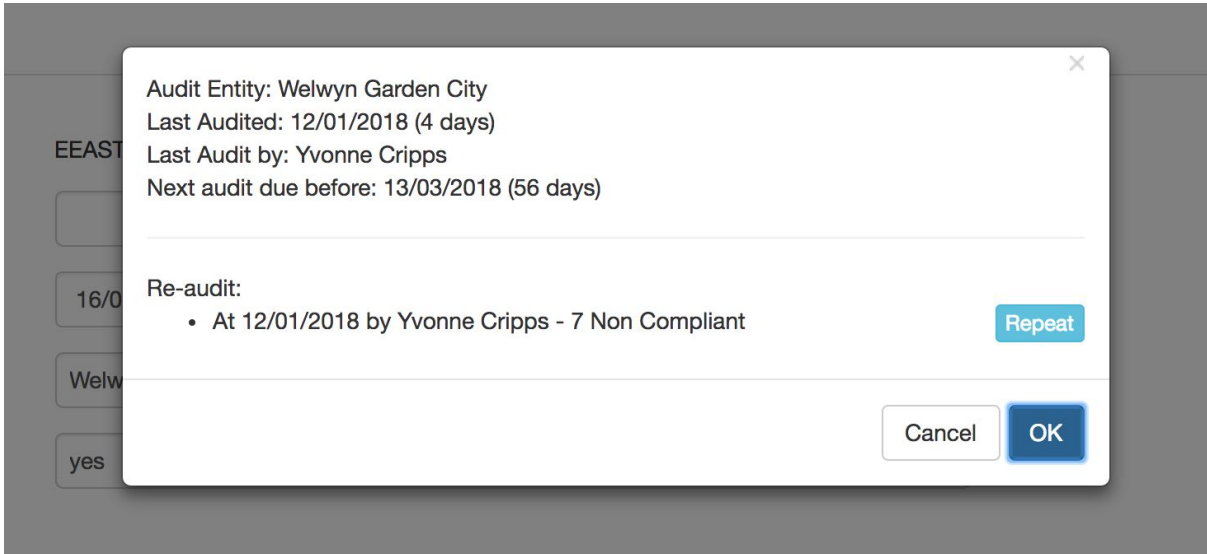 Audit Entity: Welwyn Garden City
Last Audited: 12/01/2018 (4 days)
EEAST
Last Audit by: Yvonne Cripps
Next audit due before: 13/03/2018 (56 days)
16/0
Re-audit:
• At 12/01/2018 by Yvonne Cripps - 7 Non Compliant
Repeat
Welw
Cancel
OK
yes